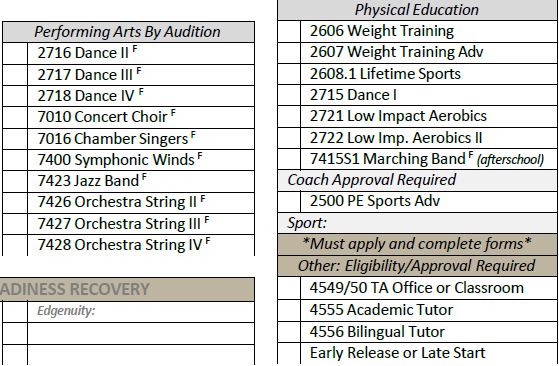 Performing Arts By Audition
2716 Dance II F
2717 Dance III F
2718 Dance IV F
7010 Concert Choir F
7016 Chamber Singers F
7400 Symphonic Winds F
7423 Jazz Band F
7426 Orchestra String II F
7427 Orchestra String III F
7428 Orchestra String IV F
ADINESS RECOVERY
Edgenuity:
Physical Education
2606 Weight Training
2607 Weight Training Adv
2608.1 Lifetime Sports
2715 Dance I
2721 Low Impact Aerobics
2722 Low Imp. Aerobics II
7415S1 Marching Band F (afterschool)
Coach Approval Required
2500 PE Sports Adv
Sport:
*Must apply and complete forms*
Other: Eligibility/Approval Required
4549/50 TA Office or Classroom
4555 Academic Tutor
4556 Bilingual Tutor
Early Release or Late Start